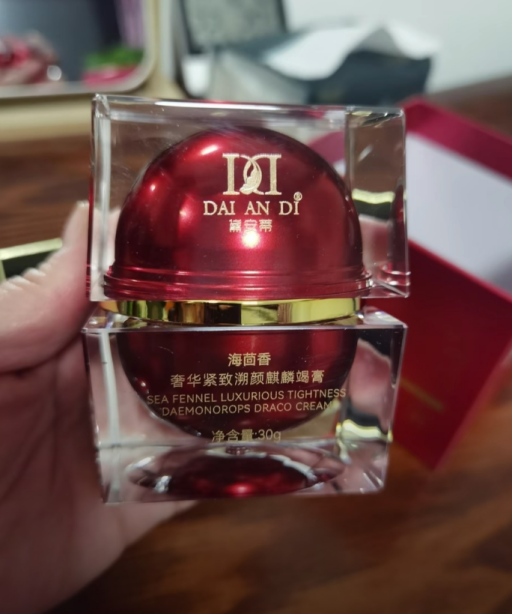 DAI AN DI®
黛安蒂
海茴香
奢华紧致溯颜麒麟竭膏
SEA FENNEL LUXURIOUS TIGHTNESS
DAEMONOROPS DRACO CREAM
净含量:30g